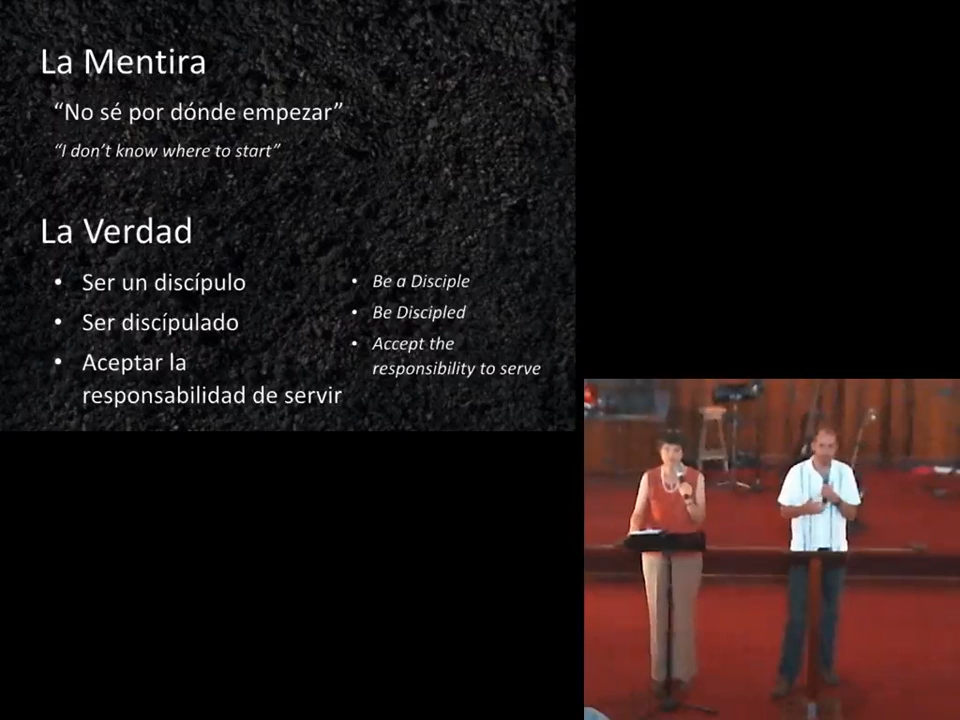 La Mentira
“No sé por dónde empezar”
“I don’t know where to start”
La Verdad
• Ser un discípulo
• Ser discípulado
• Aceptar la
responsabilidad de servir
• Be a Disciple
• Be Discipled
• Accept the
responsibility to serve